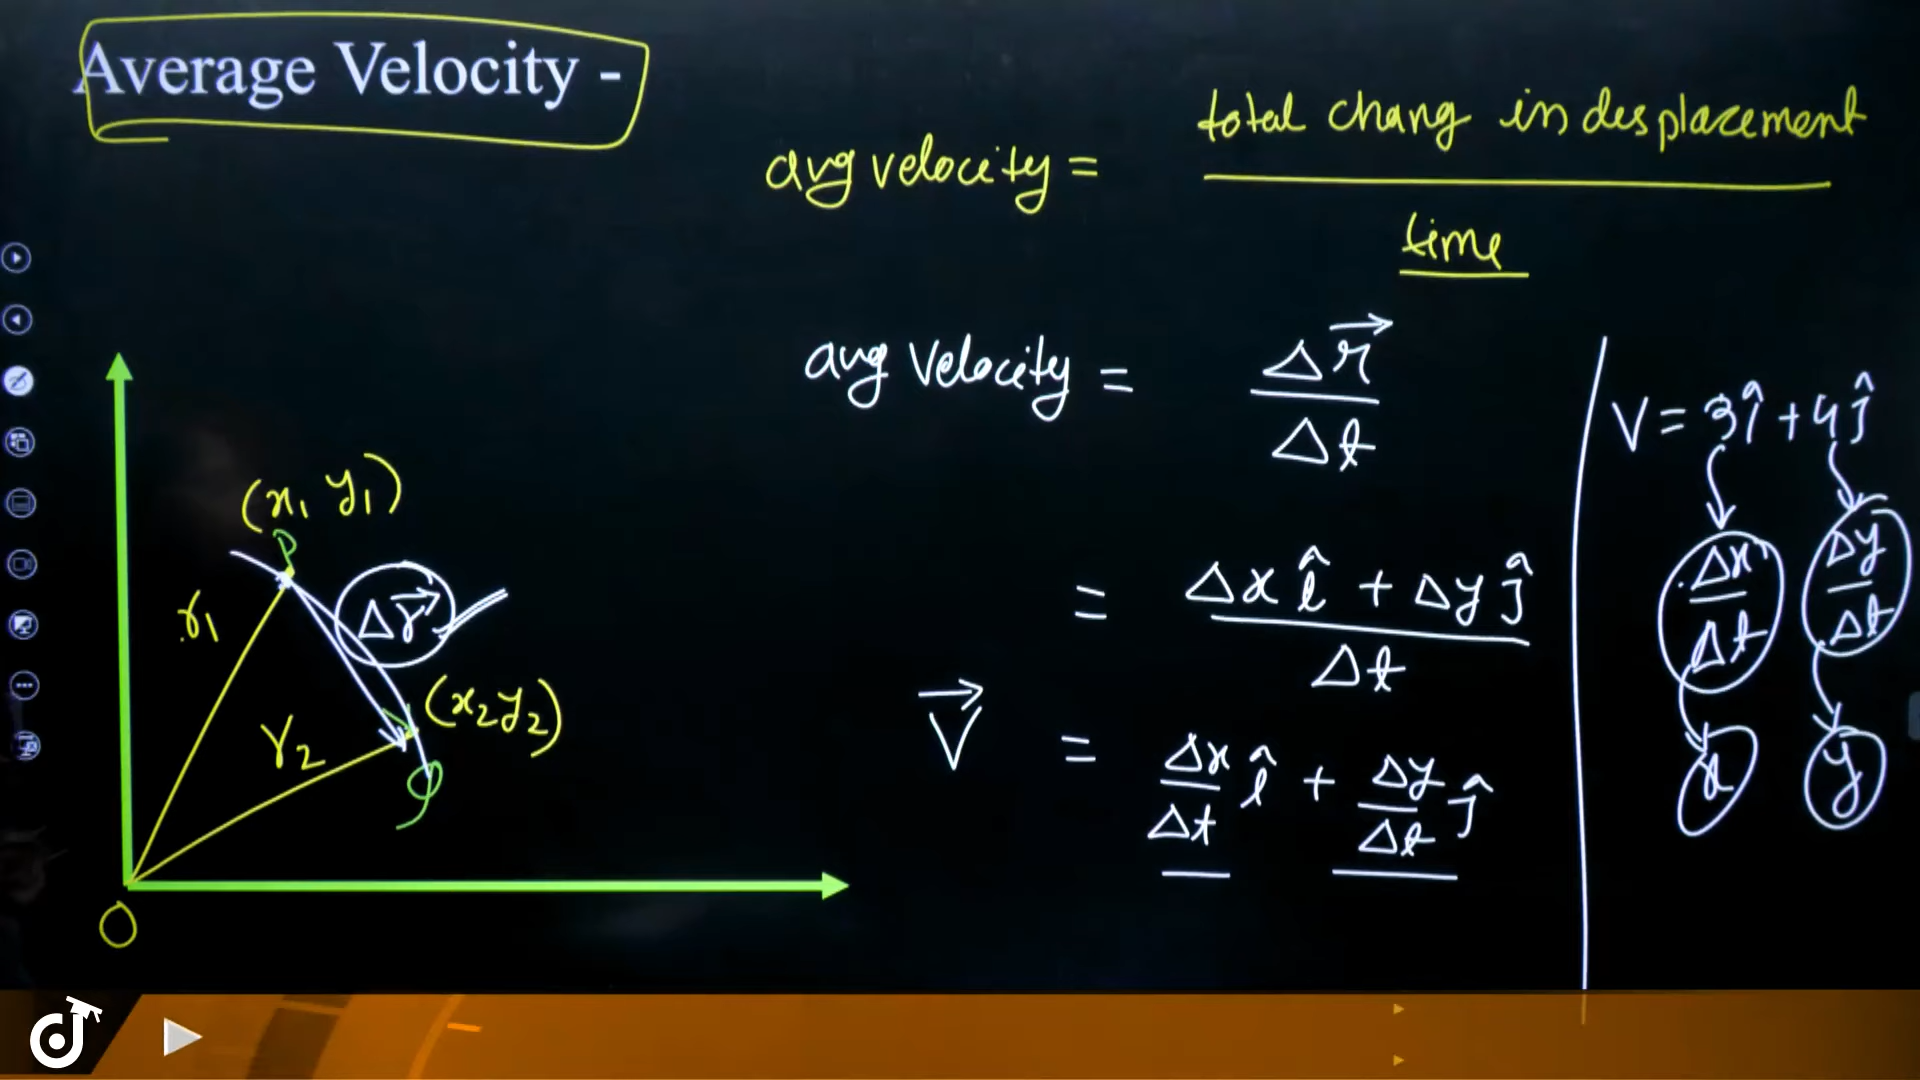 Average Velocity -
avg velocity = total chang in desplacement
time
avg velocity = Δr⃗
Δt
= Δx î + Δy ĵ
Δt
V⃗ = Δx/Δt î + Δy/Δt ĵ
V = 3î + 4ĵ
Δx/Δt Δy/Δt
x y
(x₁ y₁)
P
r₁
Δr⃗
(x₂ y₂)
r₂
O